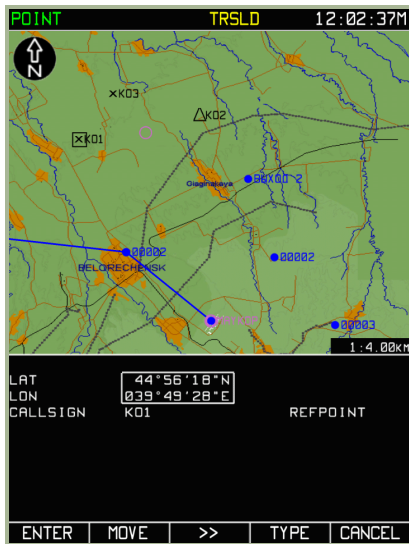 POINT TRSLD 12:02:37M
N
×K03
K02
K01
Giaginskaya
00002
BELORECHENSK
00002
00003
1:4.00KM
LAT 44°56'18"N
LON 039°49'28"E
CALLSIGN K01 REFPOINT
ENTER MOVE >> TYPE CANCEL